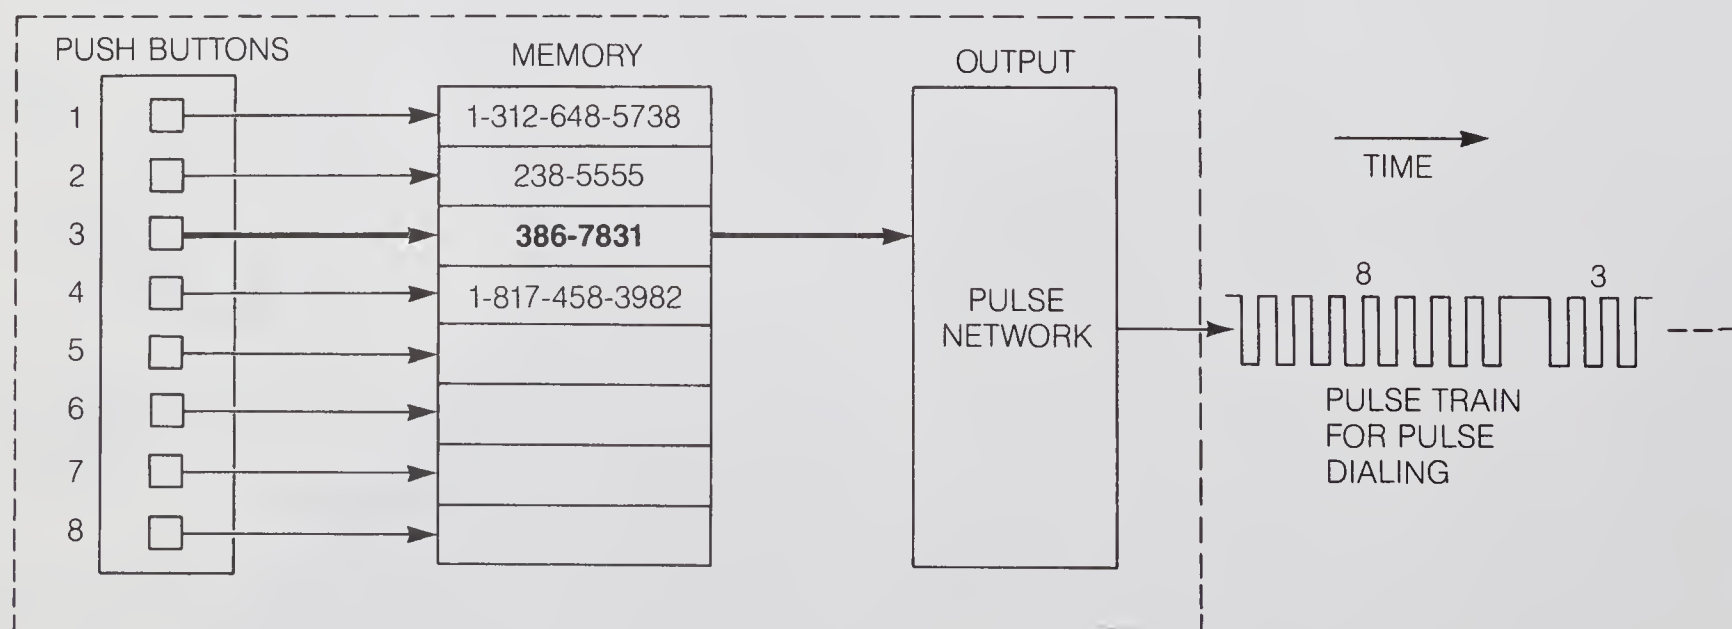 PUSH BUTTONS
MEMORY
OUTPUT
1
1-312-648-5738
2
238-5555
3
386-7831
4
1-817-458-3982
5
6
7
8
PULSE
NETWORK
TIME
8
3
PULSE TRAIN
FOR PULSE
DIALING